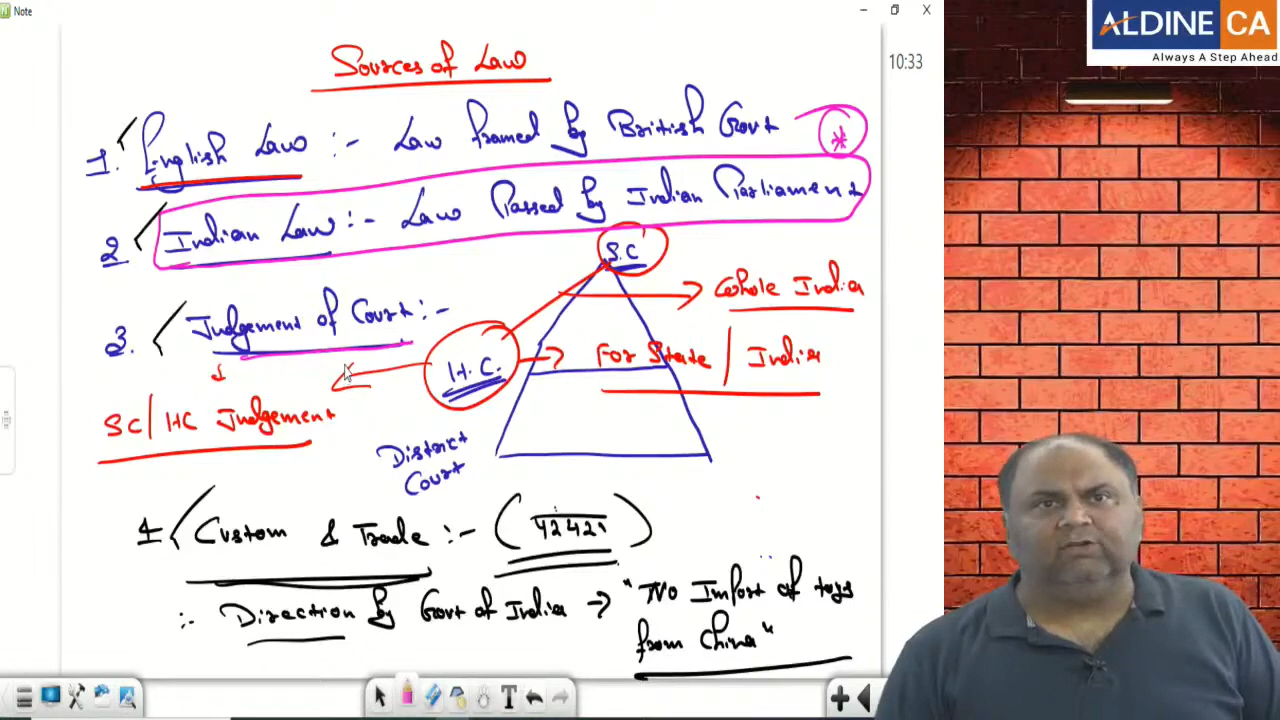 Note
ALDINE CA
Always A Step Ahead
10:33
Sources of Law
1. English Law :- Law framed by British Govt *
2 Indian Law :- Law Passed by Indian Parliament
S.C
Whole India
3. Judgement of Court :-
H.C.
For State / India
SC/HC Judgement
District
Court
4 Custom & Trade :- ( )
:- Direction by Govt of India → "No Import of toys
from China"
T